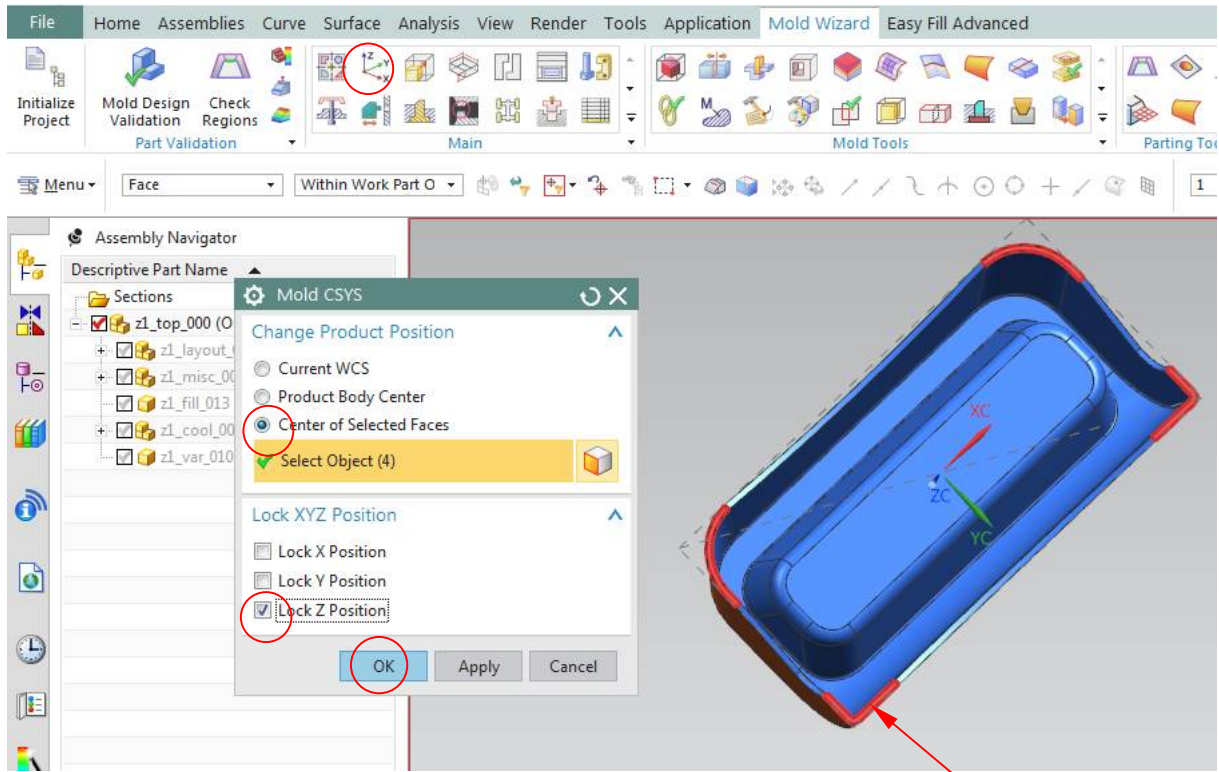 File Home Assemblies Curve Surface Analysis View Render Tools Application Mold Wizard Easy Fill Advanced
Initialize Project
Mold Design Validation
Check Regions
Part Validation
Main
Mold Tools
Parting
Menu
Face
Within Work Part O
1
Assembly Navigator
Descriptive Part Name
Sections
z1_top_000 (O
z1_layout_
z1_misc_00
z1_fill_013
z1_cool_00
z1_var_010
Mold CSYS
Change Product Position
Current WCS
Product Body Center
Center of Selected Faces
Select Object (4)
Lock XYZ Position
Lock X Position
Lock Y Position
Lock Z Position
OK Apply Cancel
XC
ZC
YC